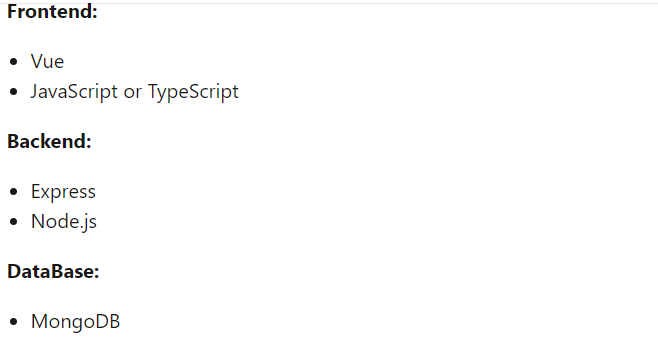 Frontend:
• Vue
• JavaScript or TypeScript
Backend:
• Express
• Node.js
DataBase:
• MongoDB